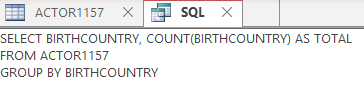 ACTOR1157 SQL
SELECT BIRTHCOUNTRY, COUNT(BIRTHCOUNTRY) AS TOTAL
FROM ACTOR1157
GROUP BY BIRTHCOUNTRY